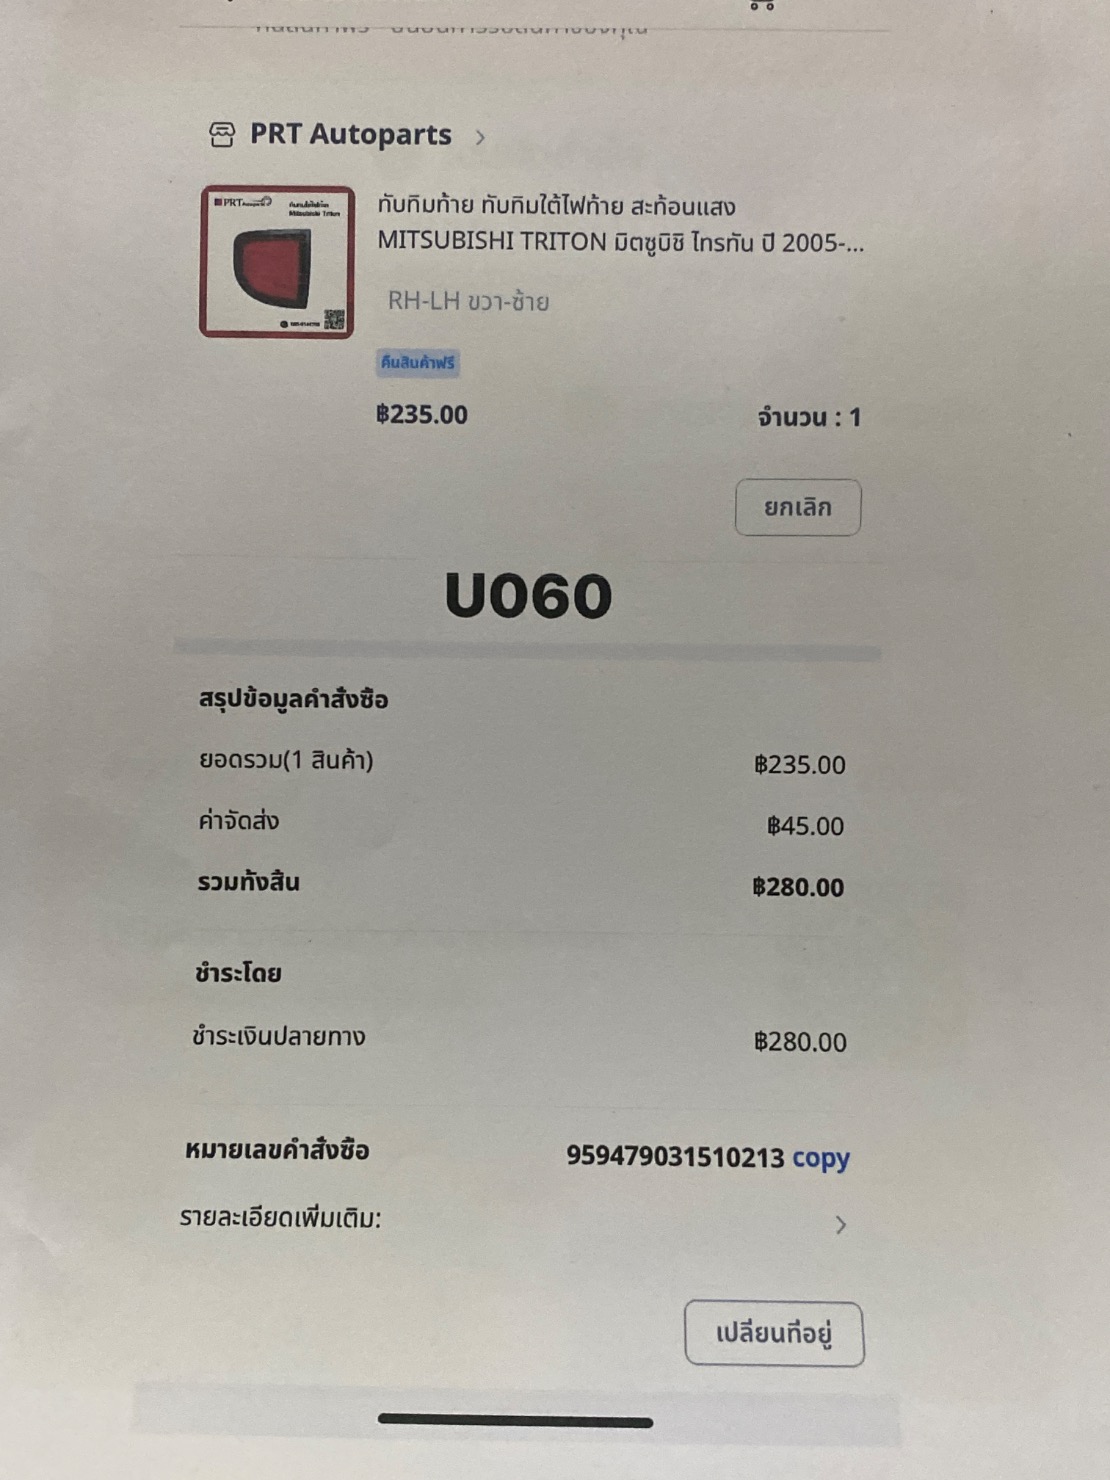 PRT Autoparts
ทับทิมท้าย ทับทิมใต้ไฟท้าย สะท้อนแสง
MITSUBISHI TRITON มิตซูบิชิ ไทรทัน ปี 2005-...
RH-LH ขวา-ซ้าย
คืนสินค้าฟรี
฿235.00 จำนวน : 1
ยกเลิก
U060
สรุปข้อมูลคำสั่งซื้อ
ยอดรวม(1 สินค้า) ฿235.00
ค่าจัดส่ง ฿45.00
รวมทั้งสิ้น ฿280.00
ชำระโดย
ชำระเงินปลายทาง ฿280.00
หมายเลขคำสั่งซื้อ 959479031510213 copy
รายละเอียดเพิ่มเติม:
เปลี่ยนที่อยู่